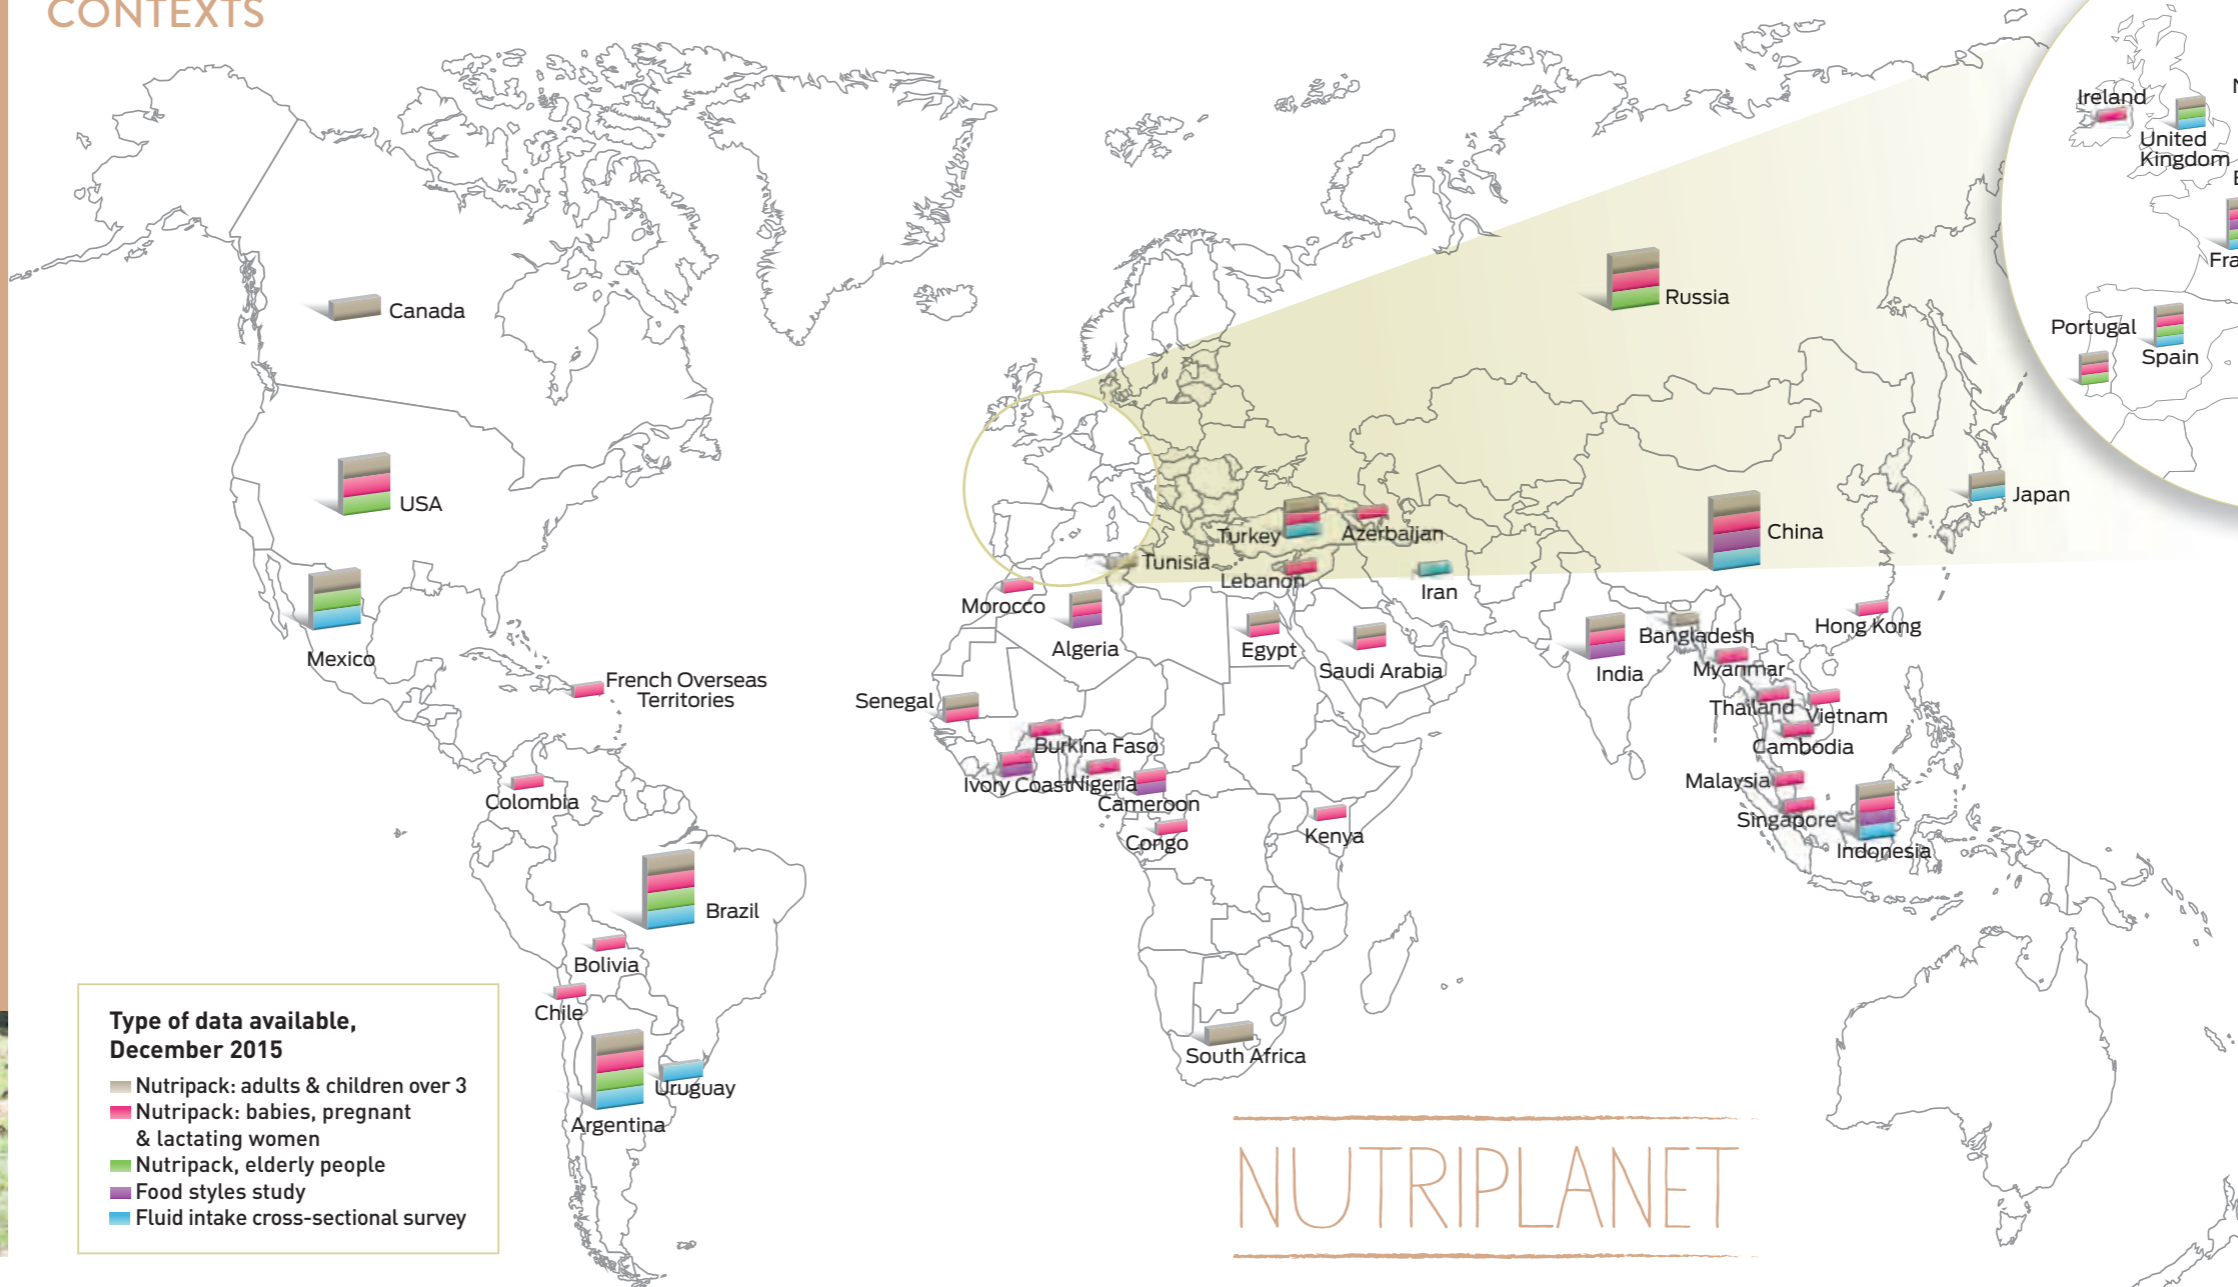 CONTEXTS
Ireland
United
Kingdom
Portugal
Spain
Canada
Russia
USA
Japan
China
Turkey
Azerbaijan
Tunisia
Lebanon
Iran
Morocco
Algeria
Egypt
Saudi Arabia
India
Bangladesh
Hong Kong
Myanmar
Mexico
French Overseas
Territories
Senegal
Thailand
Vietnam
Burkina Faso
Cambodia
Ivory Coast
Nigeria
Cameroon
Malaysia
Colombia
Congo
Kenya
Singapore
Indonesia
Brazil
Bolivia
Chile
South Africa
Uruguay
Argentina
Type of data available,
December 2015
Nutripack: adults & children over 3
Nutripack: babies, pregnant
& lactating women
Nutripack, elderly people
Food styles study
Fluid intake cross-sectional survey
NUTRIPLANET